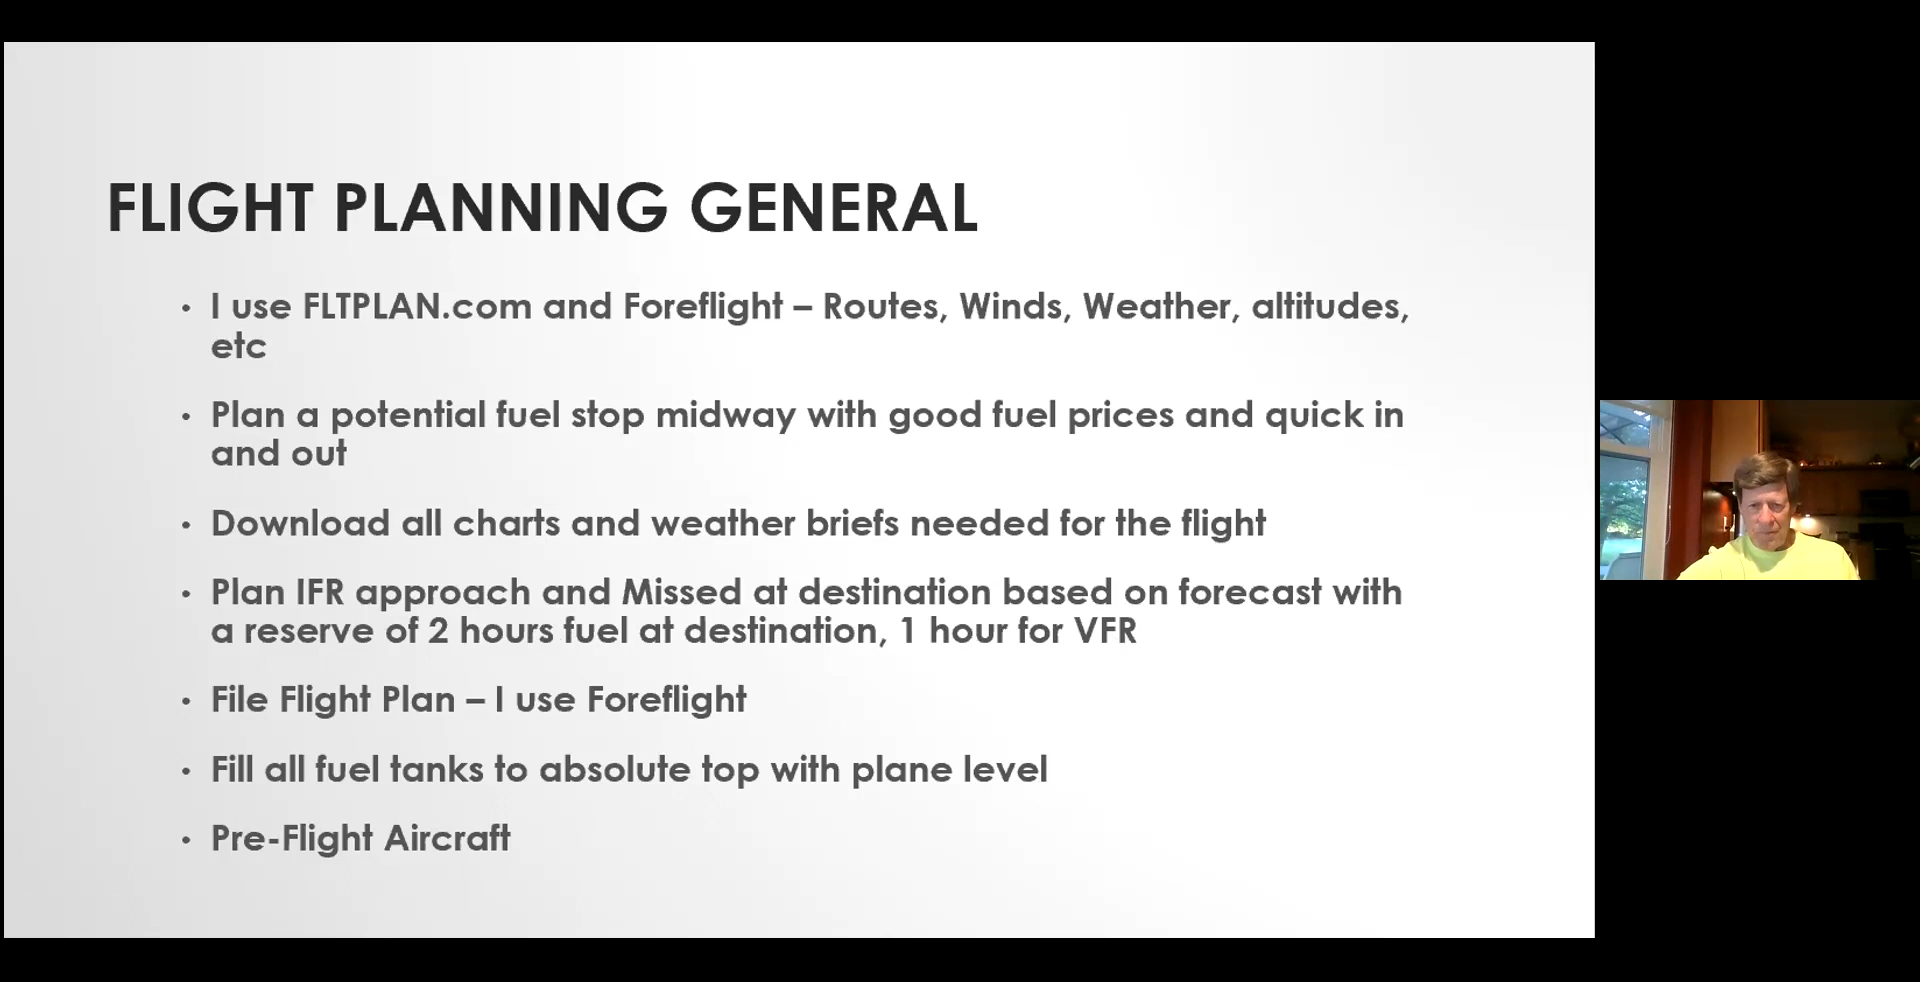 FLIGHT PLANNING GENERAL
• I use FLTPLAN.com and Foreflight – Routes, Winds, Weather, altitudes,
etc
• Plan a potential fuel stop midway with good fuel prices and quick in
and out
• Download all charts and weather briefs needed for the flight
• Plan IFR approach and Missed at destination based on forecast with
a reserve of 2 hours fuel at destination, 1 hour for VFR
• File Flight Plan – I use Foreflight
• Fill all fuel tanks to absolute top with plane level
• Pre-Flight Aircraft